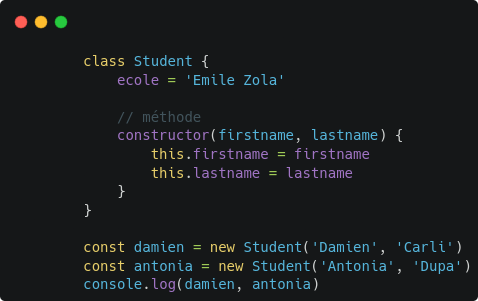 class Student {
ecole = 'Emile Zola'
// méthode
constructor(firstname, lastname) {
this.firstname = firstname
this.lastname = lastname
}
}
const damien = new Student('Damien', 'Carli')
const antonia = new Student('Antonia', 'Dupa')
console.log(damien, antonia)